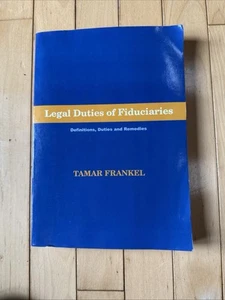 Legal Duties of Fiduciaries
Definitions, Duties and Remedies
TAMAR FRANKEL